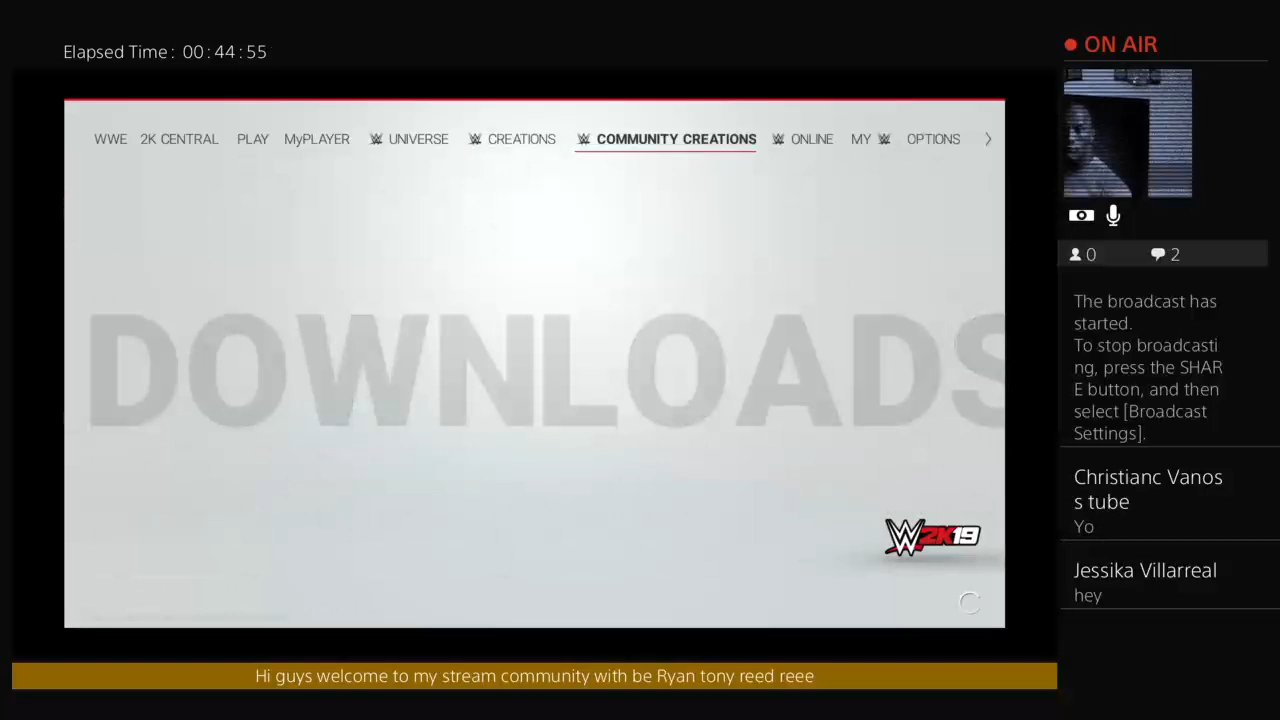 Elapsed Time: 00:44:55
ON AIR
WWE 2K CENTRAL PLAY MyPLAYER UNIVERSE CREATIONS COMMUNITY CREATIONS ONLINE MY OPTIONS
0 2
DOWNLOADS
The broadcast has
started.
To stop broadcasti
ng, press the SHAR
E button, and then
select [Broadcast
Settings].
Christianc Vanos
s tube
Yo
W 2K19
Jessika Villarreal
hey
Hi guys welcome to my stream community with be Ryan tony reed reee